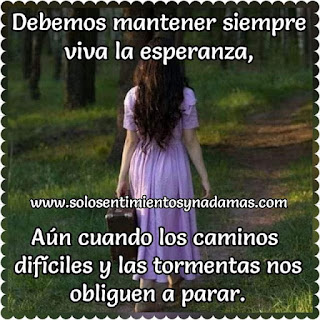 Debemos mantener siempre
viva la esperanza,
www.solosentimientosynadamas.com
Aún cuando los caminos
difíciles y las tormentas nos
obliguen a parar.